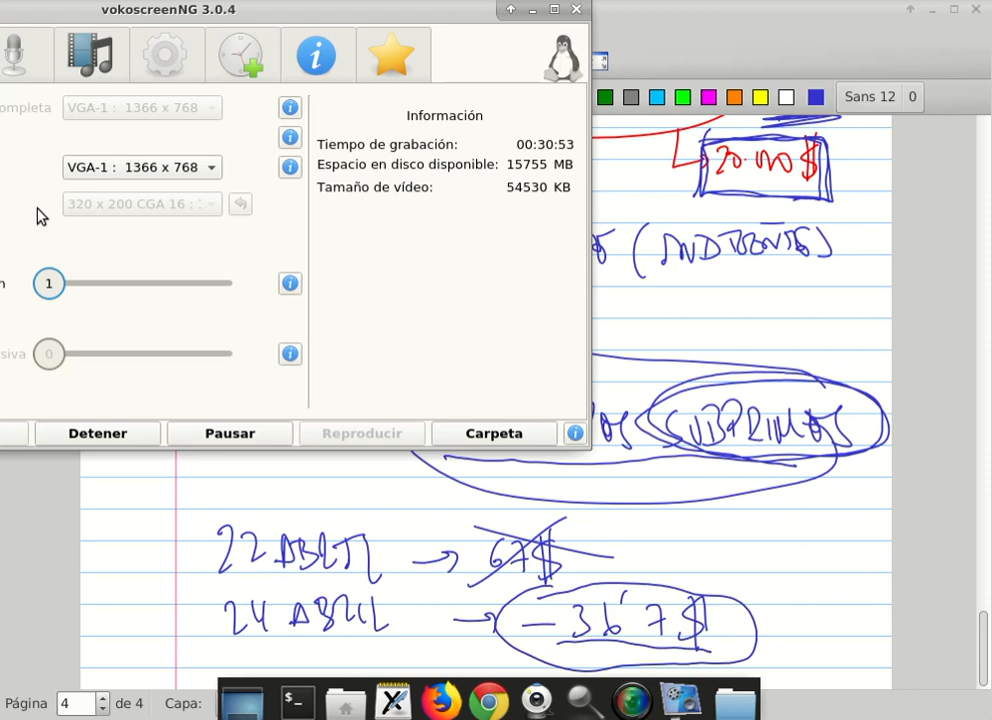 vokoscreenNG 3.0.4
ompleta VGA-1 : 1366 x 768
VGA-1 : 1366 x 768
320 x 200 CGA 16 :
n 1
siva 0
Información
Tiempo de grabación: 00:30:53
Espacio en disco disponible: 15755 MB
Tamaño de vídeo: 54530 KB
Detener Pausar Reproducir Carpeta
Sans 12 0
20.000 $
SUBPRIMOS
22 ABRIL → 67$
24 ABRIL → -36'7$
Página 4 de 4 Capa: